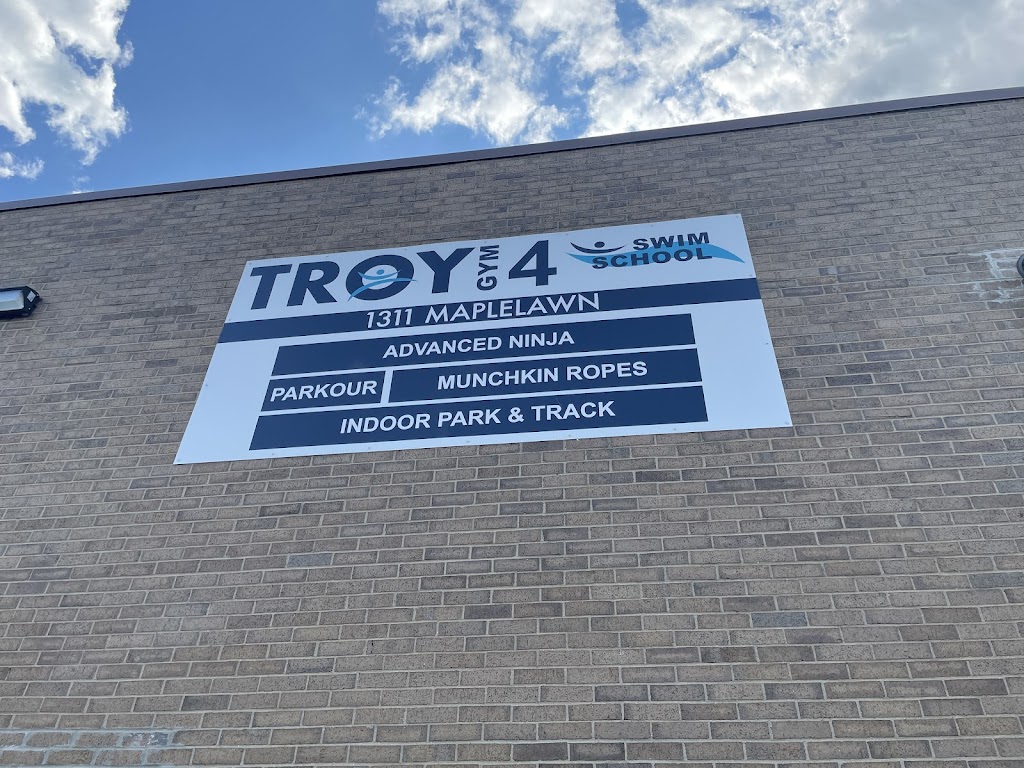 TROY GYM 4 SWIM SCHOOL
1311 MAPLELAWN
ADVANCED NINJA
PARKOUR MUNCHKIN ROPES
INDOOR PARK & TRACK